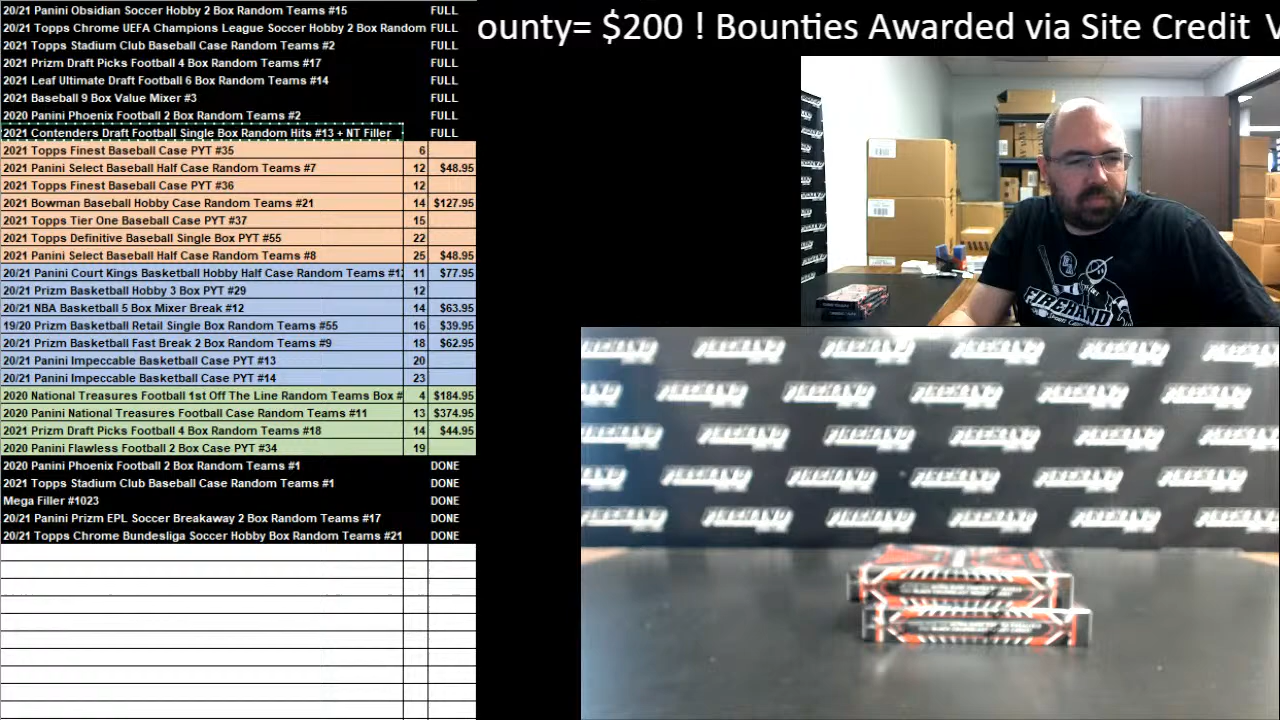 20/21 Panini Obsidian Soccer Hobby 2 Box Random Teams #15 FULL
20/21 Topps Chrome UEFA Champions League Soccer Hobby 2 Box Random FULL
2021 Topps Stadium Club Baseball Case Random Teams #2 FULL
2021 Prizm Draft Picks Football 4 Box Random Teams #17 FULL
2021 Leaf Ultimate Draft Football 6 Box Random Teams #14 FULL
2021 Baseball 9 Box Value Mixer #3 FULL
2020 Panini Phoenix Football 2 Box Random Teams #2 FULL
2021 Contenders Draft Football Single Box Random Hits #13 + NT Filler FULL
2021 Topps Finest Baseball Case PYT #35 6
2021 Panini Select Baseball Half Case Random Teams #7 12 $48.95
2021 Topps Finest Baseball Case PYT #36 12
2021 Bowman Baseball Hobby Case Random Teams #21 14 $127.95
2021 Topps Tier One Baseball Case PYT #37 15
2021 Topps Definitive Baseball Single Box PYT #55 22
2021 Panini Select Baseball Half Case Random Teams #8 25 $48.95
20/21 Panini Court Kings Basketball Hobby Half Case Random Teams #1 11 $77.95
20/21 Prizm Basketball Hobby 3 Box PYT #29 12
20/21 NBA Basketball 5 Box Mixer Break #12 14 $63.95
19/20 Prizm Basketball Retail Single Box Random Teams #55 16 $39.95
20/21 Prizm Basketball Fast Break 2 Box Random Teams #9 18 $62.95
20/21 Panini Impeccable Basketball Case PYT #13 20
20/21 Panini Impeccable Basketball Case PYT #14 23
2020 National Treasures Football 1st Off The Line Random Teams Box # 4 $184.95
2020 Panini National Treasures Football Case Random Teams #11 13 $374.95
2021 Prizm Draft Picks Football 4 Box Random Teams #18 14 $44.95
2020 Panini Flawless Football 2 Box Case PYT #34 19
2020 Panini Phoenix Football 2 Box Random Teams #1 DONE
2021 Topps Stadium Club Baseball Case Random Teams #1 DONE
Mega Filler #1023 DONE
20/21 Panini Prizm EPL Soccer Breakaway 2 Box Random Teams #17 DONE
20/21 Topps Chrome Bundesliga Soccer Hobby Box Random Teams #21 DONE
ounty= $200 ! Bounties Awarded via Site Credit V
FIREHAND